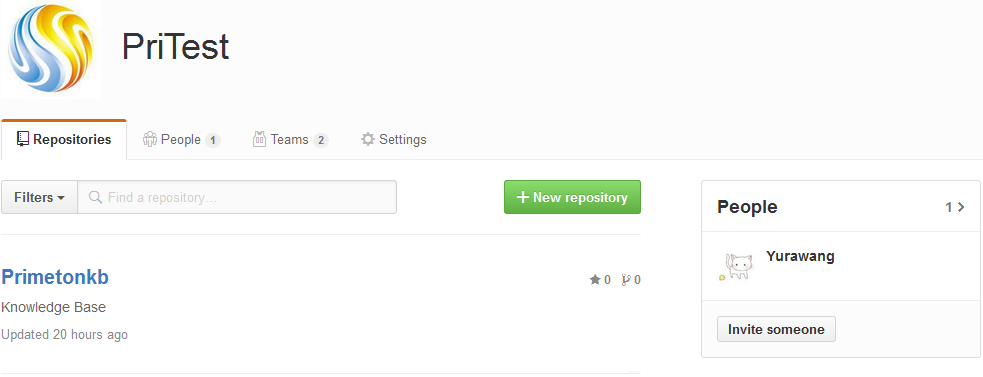 PriTest
Repositories People 1 Teams 2 Settings
Filters Find a repository... New repository
People 1
Primetonkb 0 0
Yurawang
Knowledge Base
Updated 20 hours ago
Invite someone